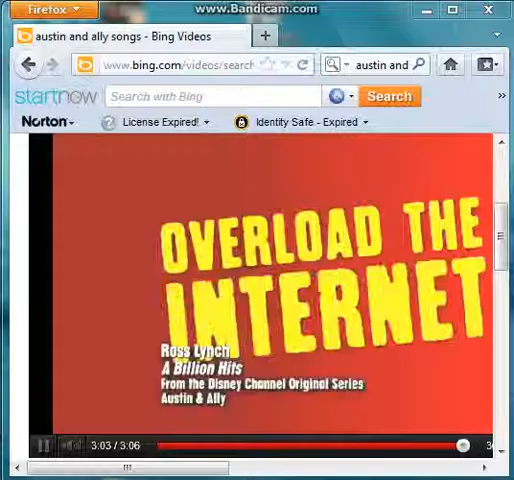 www.Bandicam.com
Firefox
austin and ally songs - Bing Videos
www.bing.com/videos/search
austin and
startnow
Search with Bing
Search
Norton
License Expired!
Identity Safe - Expired
OVERLOAD THE
INTERNET
Ross Lynch
A Billion Hits
From the Disney Channel Original Series
Austin & Ally
3:03 / 3:06